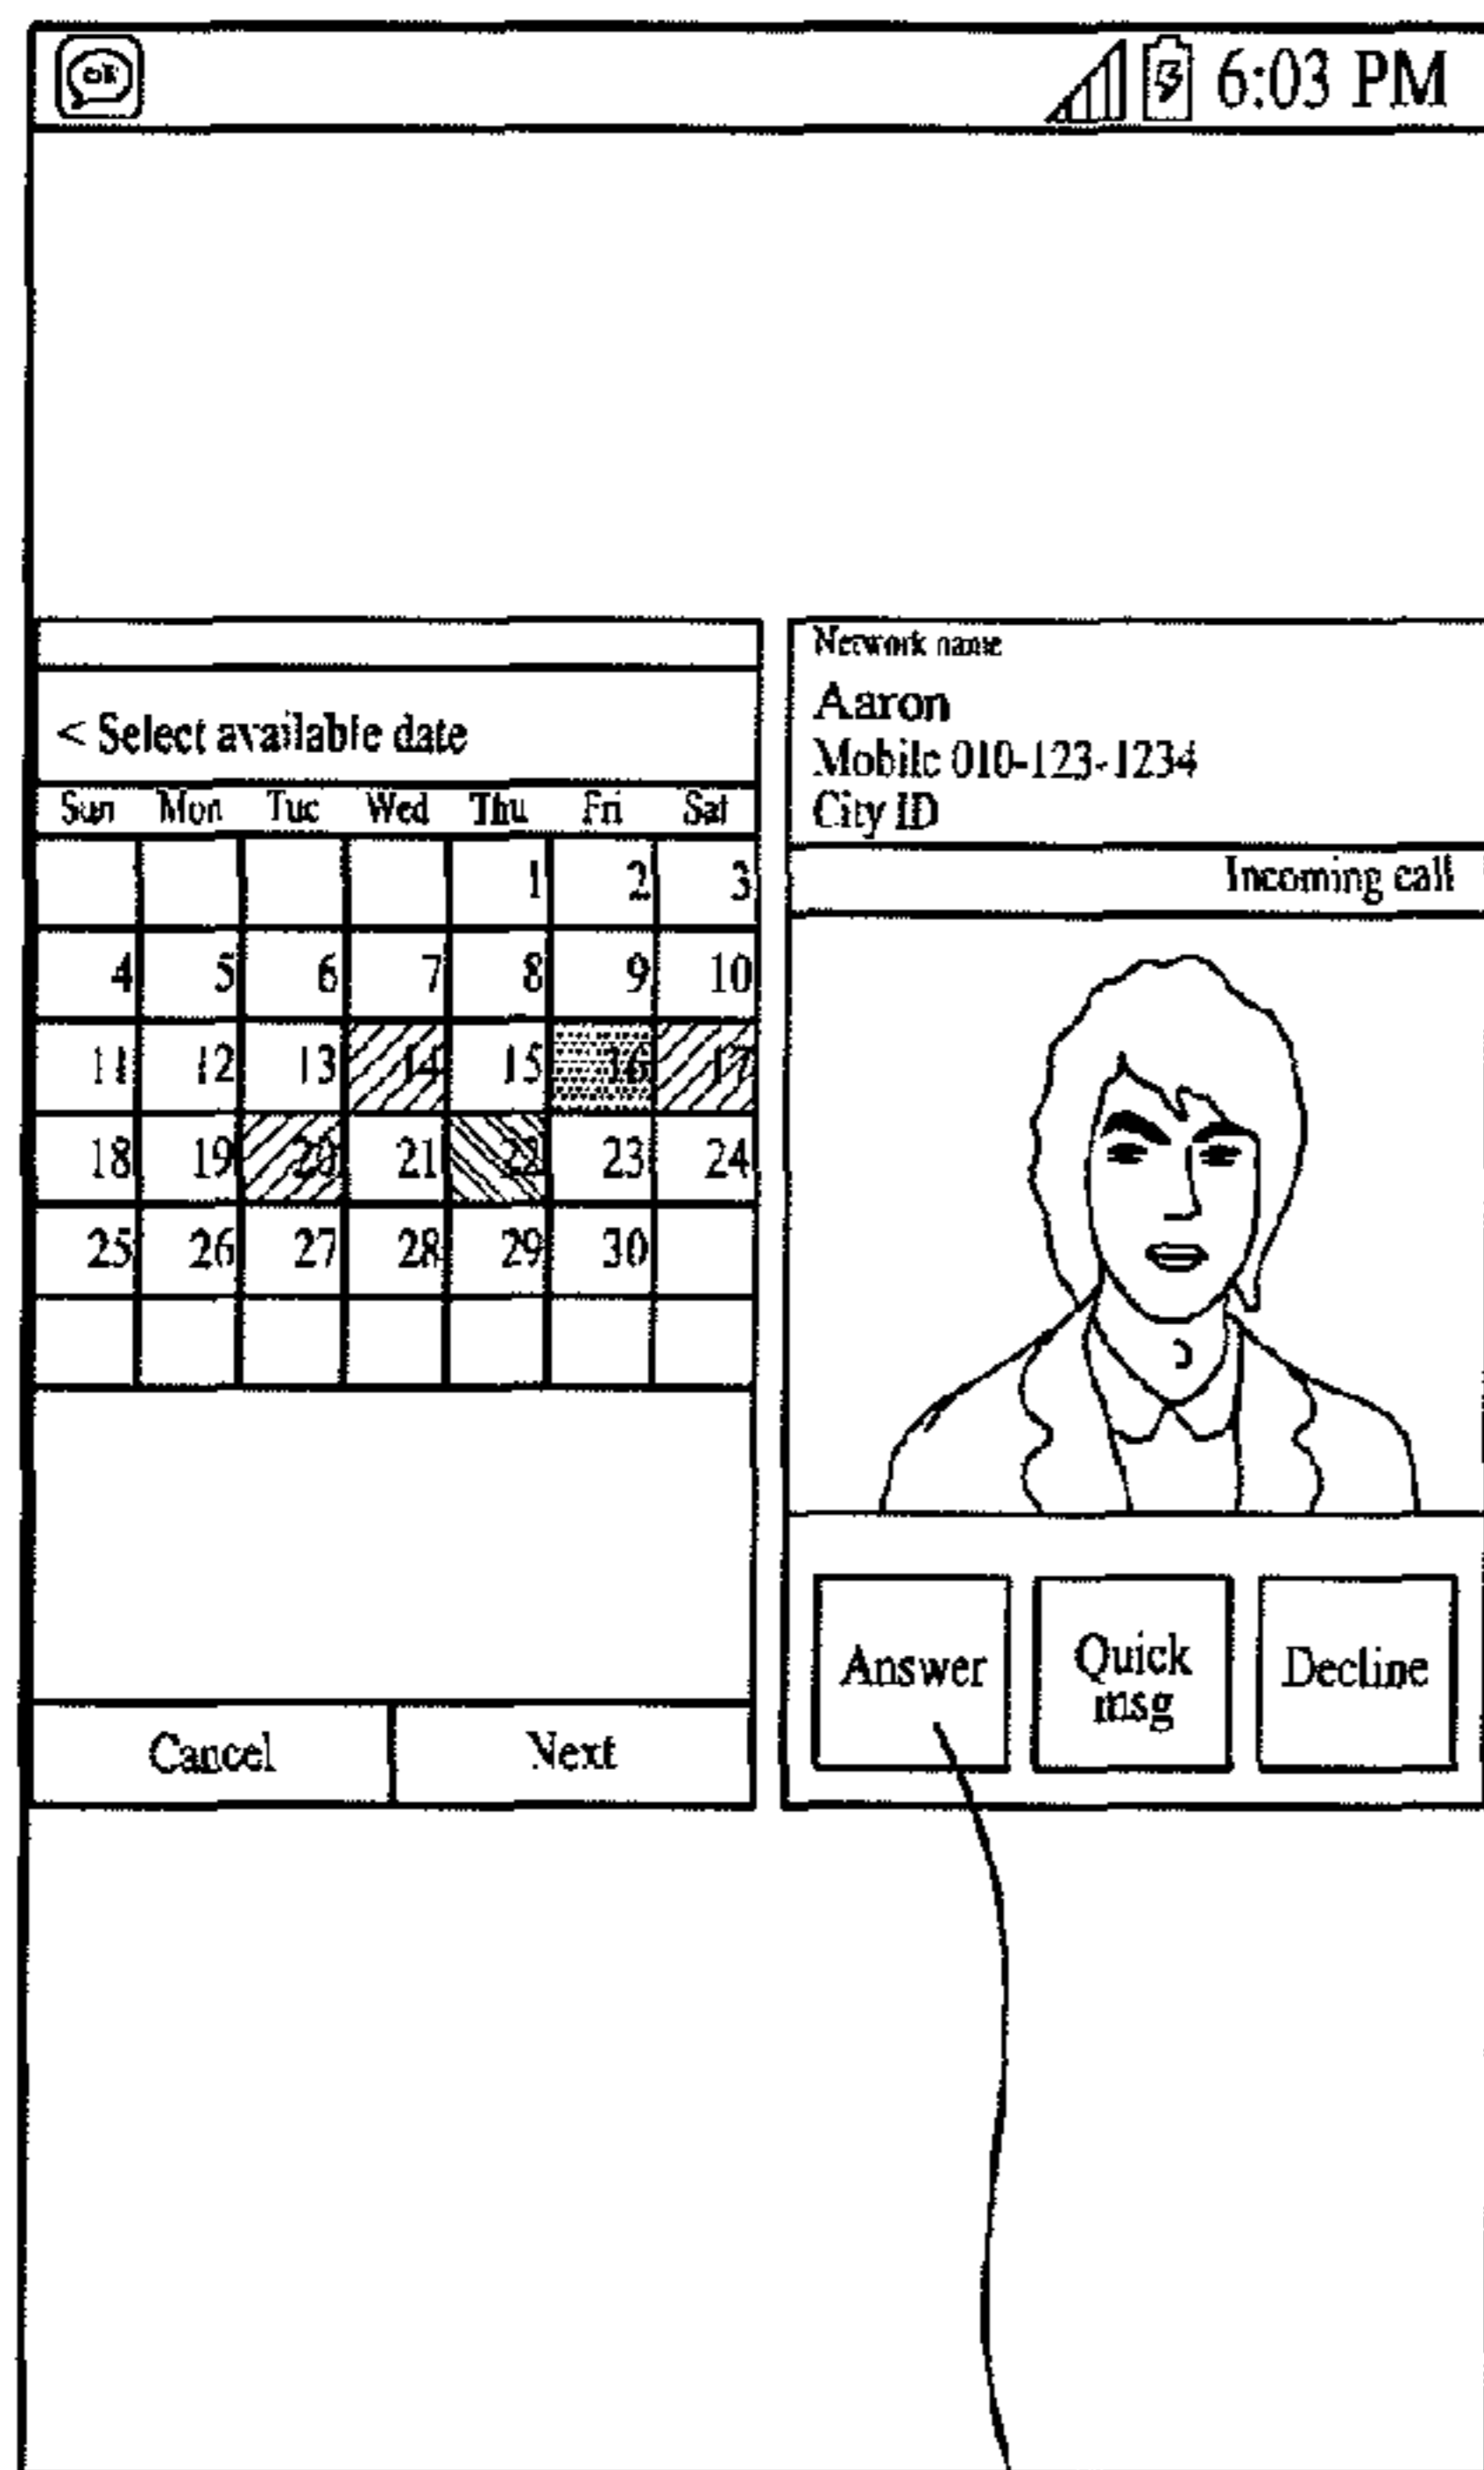 ok
6:03 PM
< Select available date
Sun Mon Tue Wed Thu Fri Sat
1 2 3
4 5 6 7 8 9 10
11 12 13 14 15 16 17
18 19 20 21 22 23 24
25 26 27 28 29 30
Cancel Next
Network name
Aaron
Mobile 010-123-1234
City ID
Incoming call
Answer Quick msg Decline